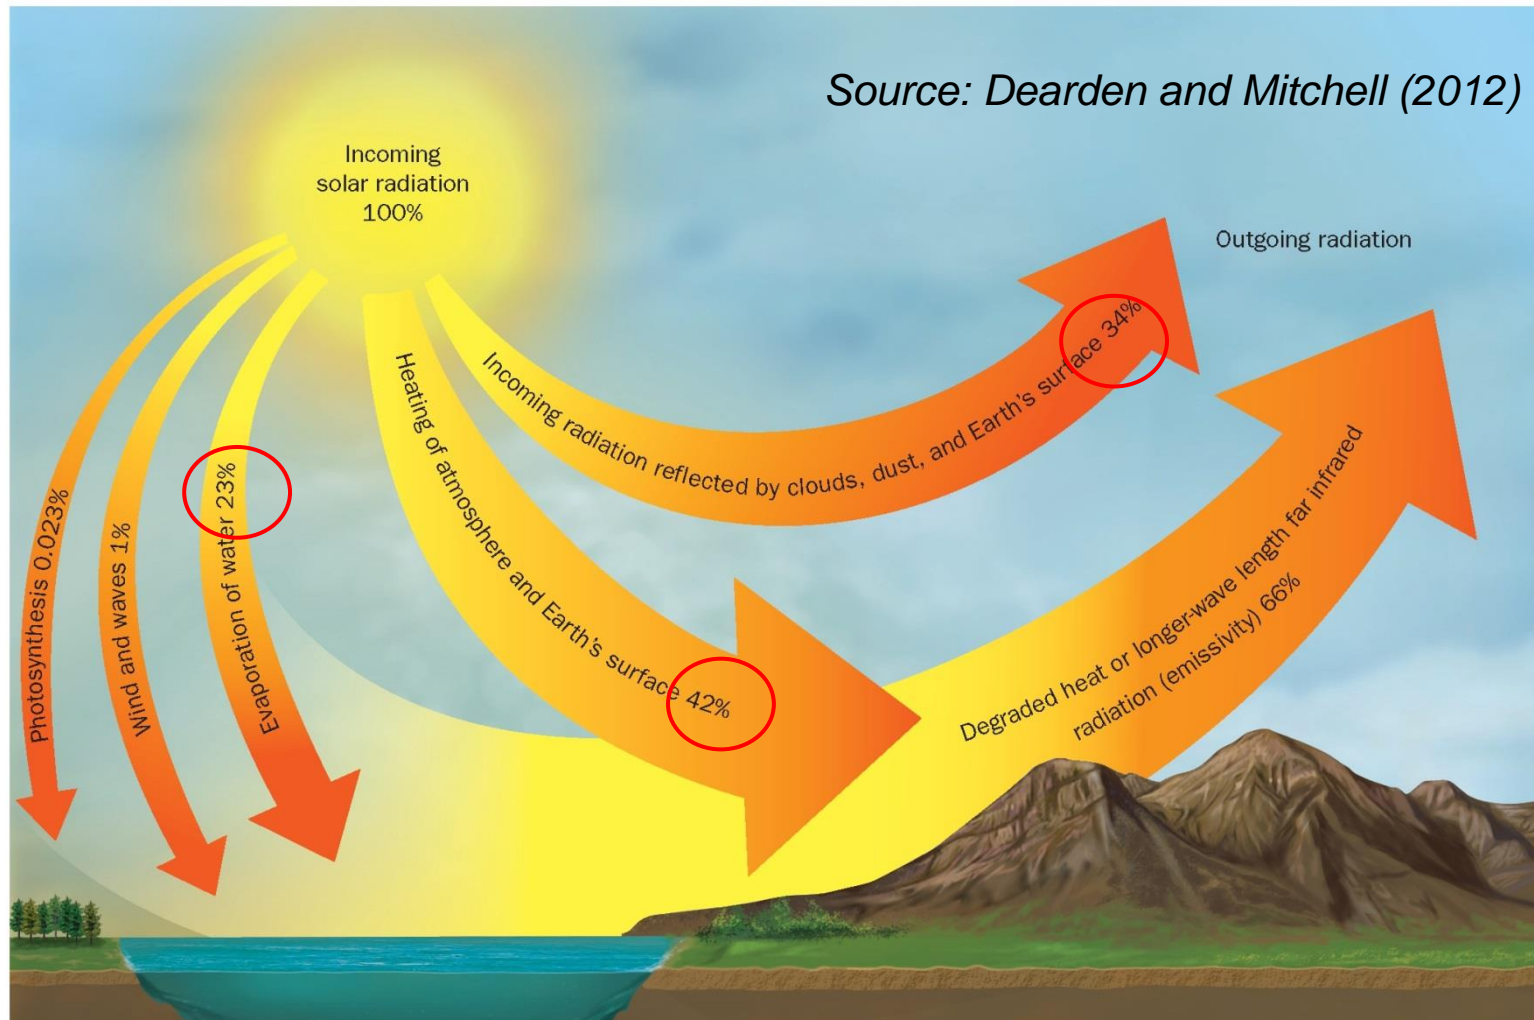 Source: Dearden and Mitchell (2012)
Incoming
solar radiation
100%
Outgoing radiation
Incoming radiation reflected by clouds, dust, and Earth's surface 34%
Heating of atmosphere and Earth's surface 42%
Evaporation of water 23%
Wind and waves 1%
Photosynthesis 0.023%
Degraded heat or longer-wave length far infrared
radiation (emissivity) 66%